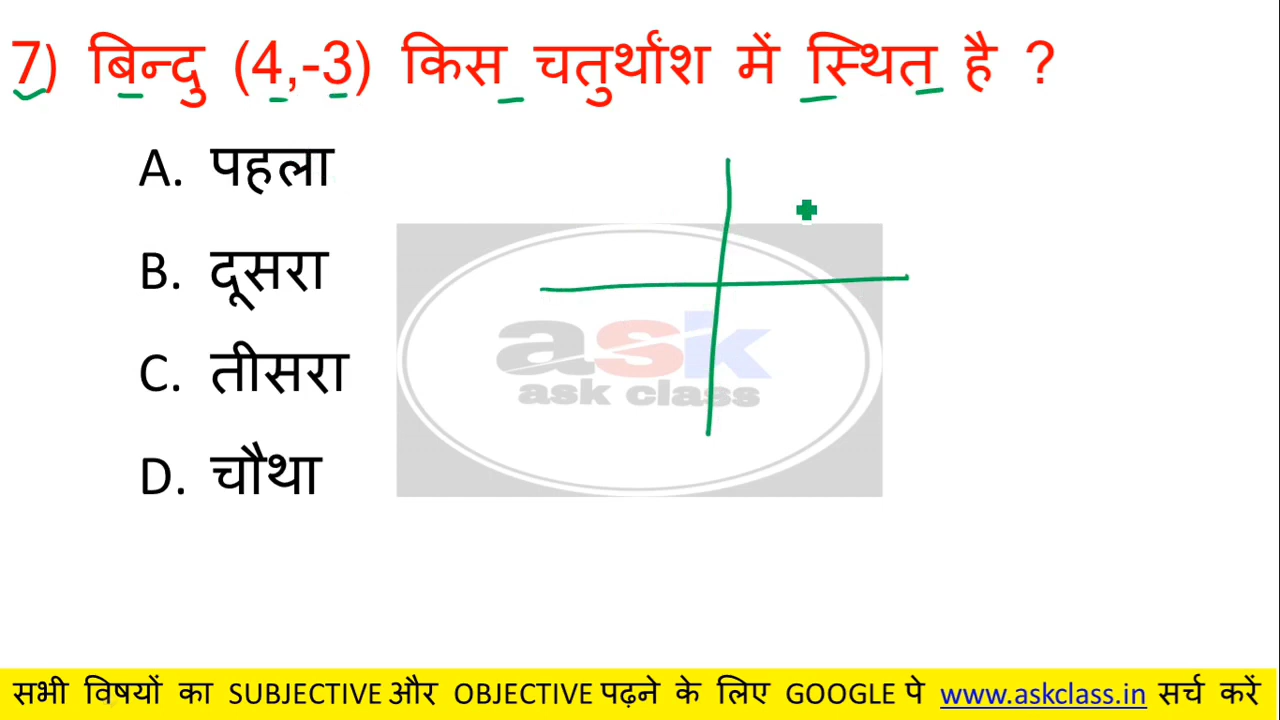 7) बिन्दु (4,-3) किस चतुर्थांश में स्थित है ?
A. पहला
B. दूसरा
C. तीसरा
D. चौथा
ask
ask class
सभी विषयों का SUBJECTIVE और OBJECTIVE पढ़ने के लिए GOOGLE पे www.askclass.in सर्च करें